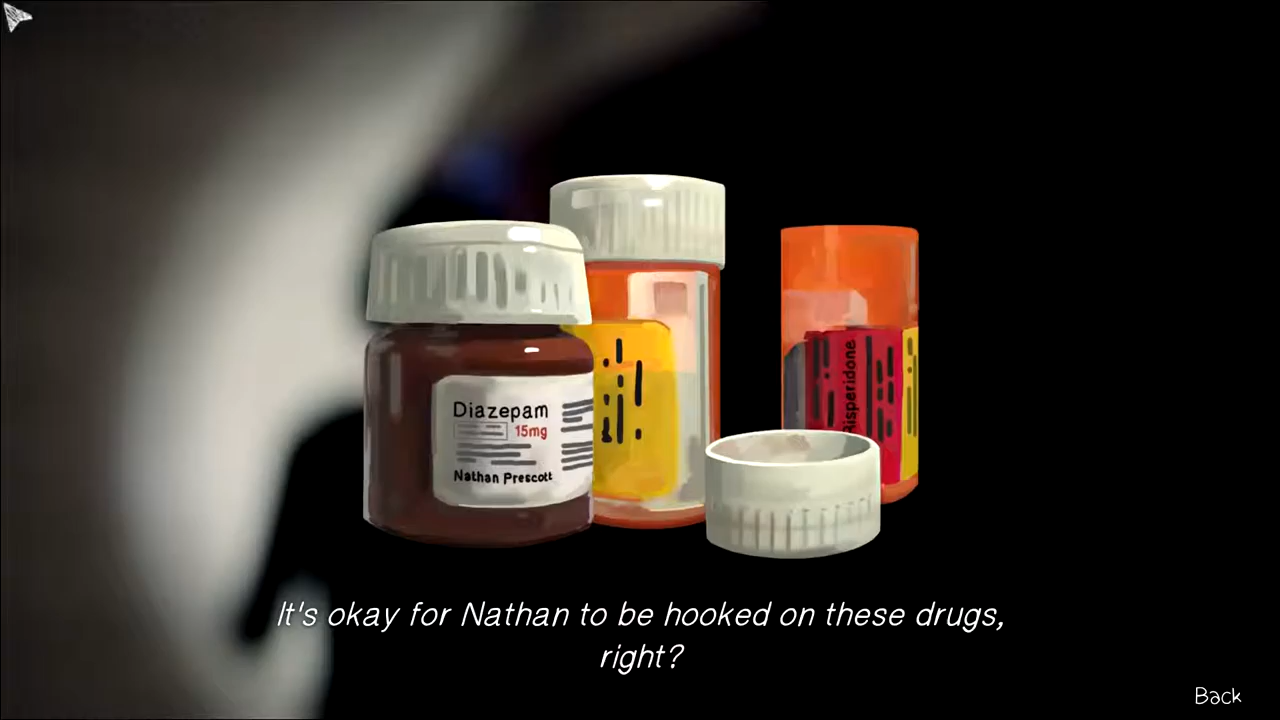 Diazepam
15mg
Nathan Prescott
Risperidone
It's okay for Nathan to be hooked on these drugs,
right?
Back